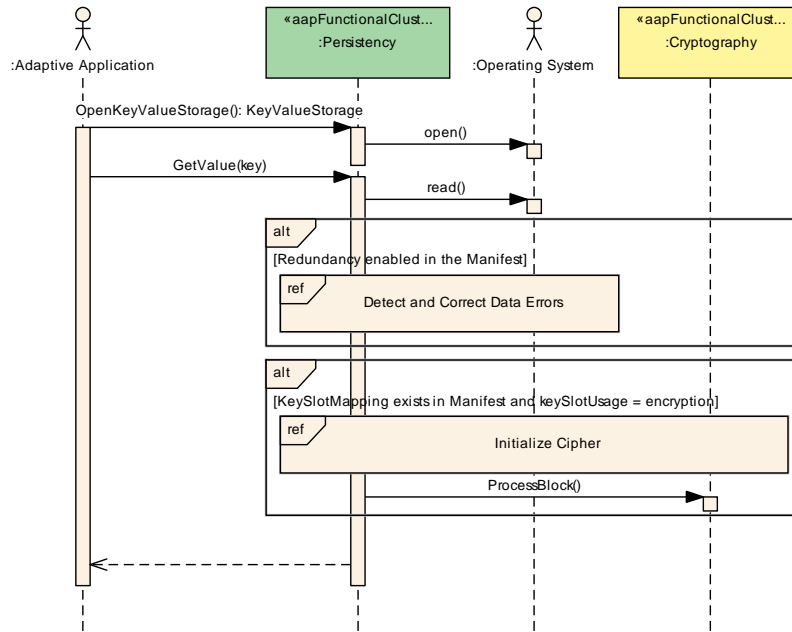 «aapFunctionalClust...
«aapFunctionalClust...
:Persistency
:Cryptography
:Adaptive Application
:Operating System
OpenKeyValueStorage(): KeyValueStorage
open()
GetValue(key)
read()
alt
[Redundancy enabled in the Manifest]
ref
Detect and Correct Data Errors
alt
[KeySlotMapping exists in Manifest and keySlotUsage = encryption]
ref
Initialize Cipher
ProcessBlock()